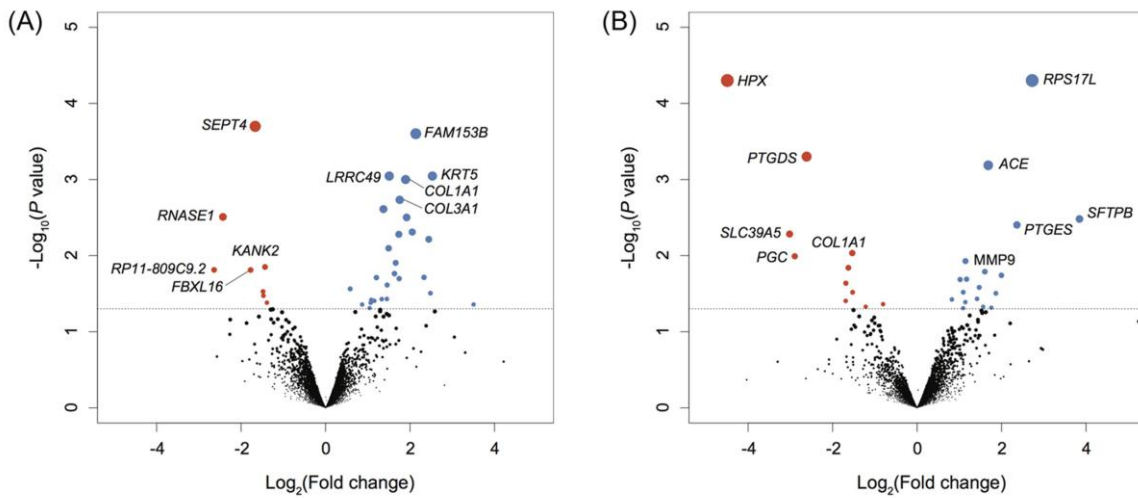 (A)
5
4
3
2
1
0
-Log10(P value)
SEPT4
FAM153B
LRRC49
KRT5
COL1A1
COL3A1
RNASE1
KANK2
RP11-809C9.2
FBXL16
-4 -2 0 2 4
Log2(Fold change)
(B)
5
4
3
2
1
0
-Log10(P value)
HPX
RPS17L
PTGDS
ACE
SFTPB
PTGES
SLC39A5
COL1A1
PGC
MMP9
-4 -2 0 2 4
Log2(Fold change)